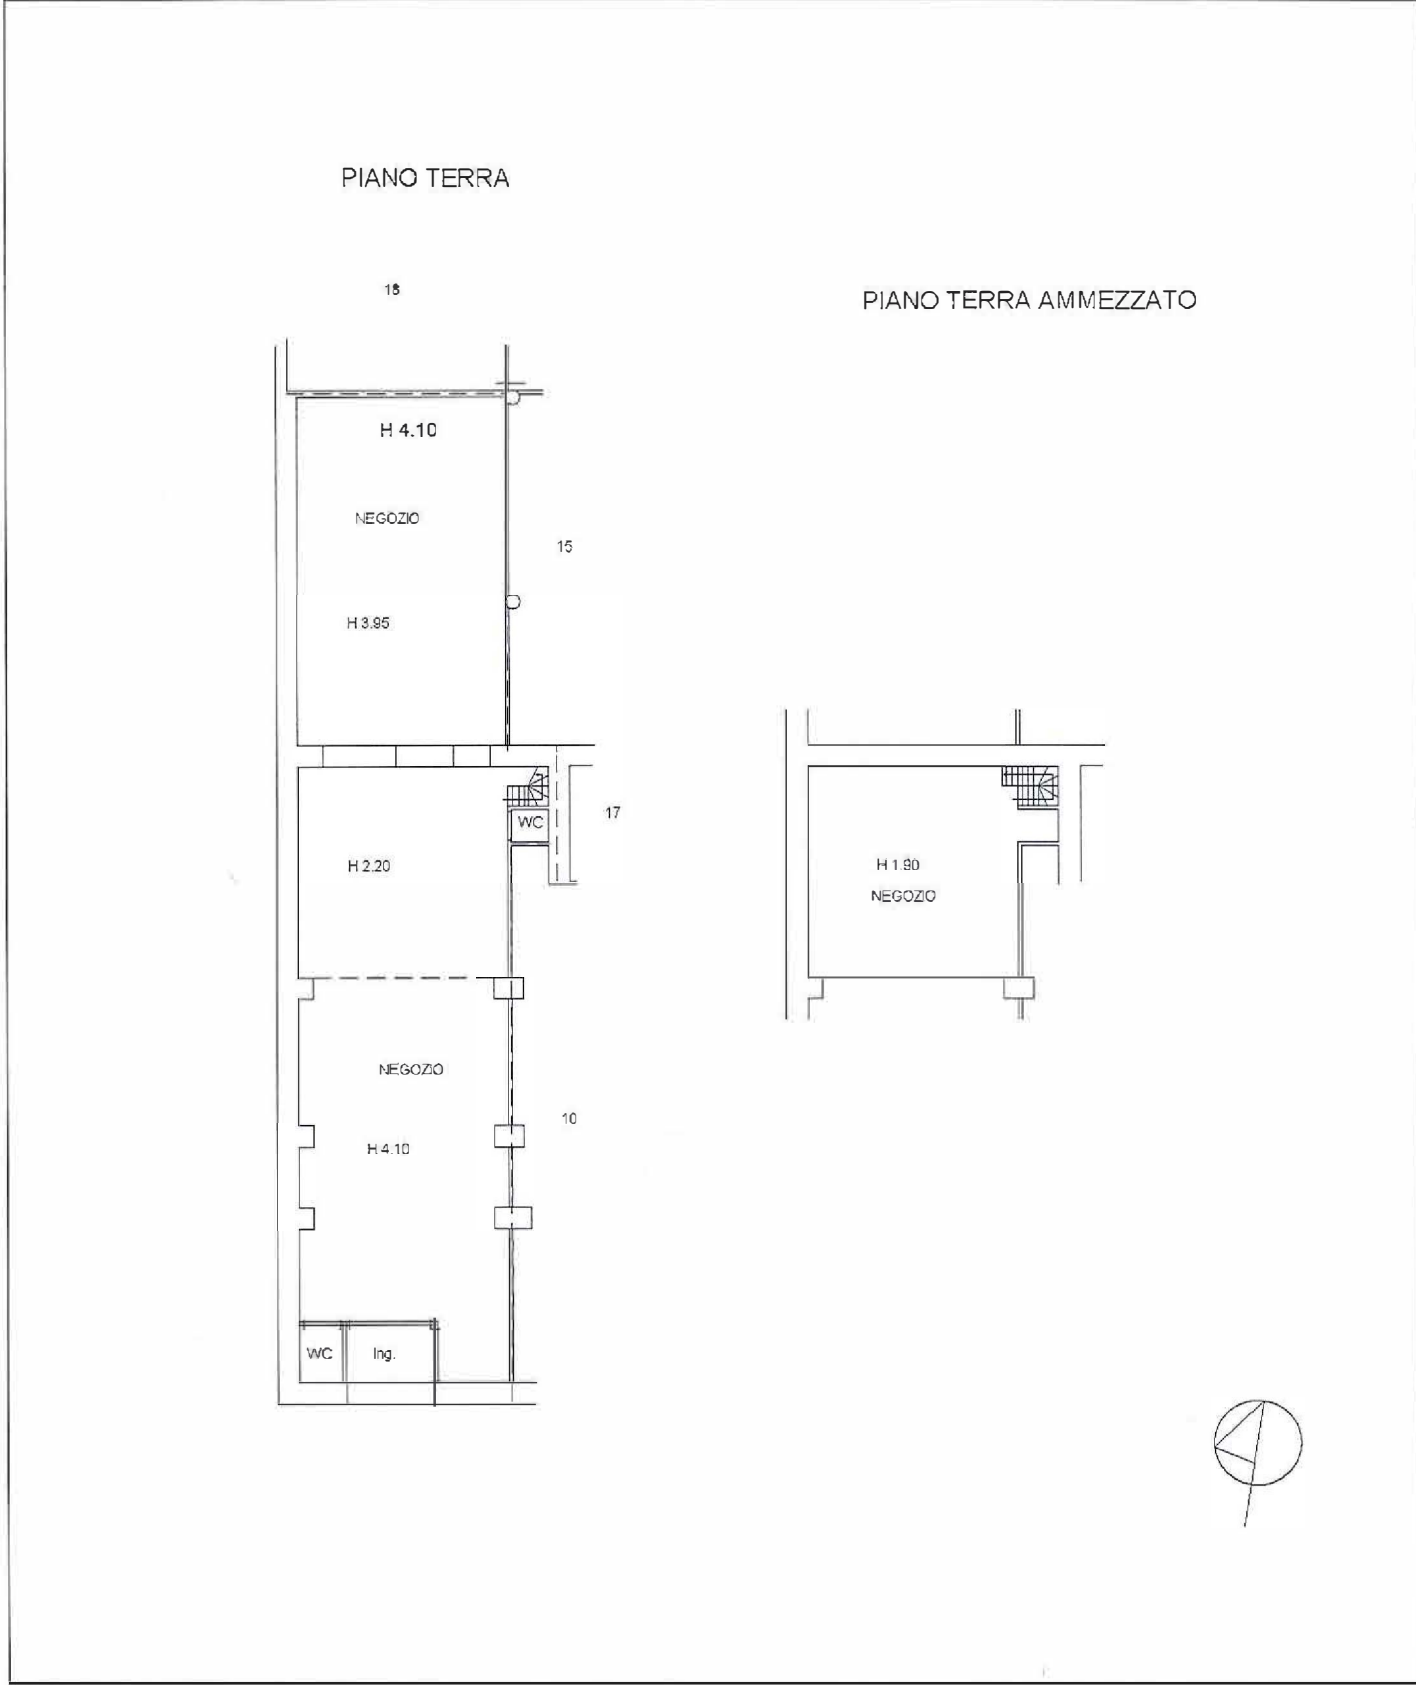 PIANO TERRA
18
PIANO TERRA AMMEZZATO
H 4.10
NEGOZIO
15
H 3.95
WC
17
H 2.20
H 1.90
NEGOZIO
NEGOZIO
10
H 4.10
WC
Ing.